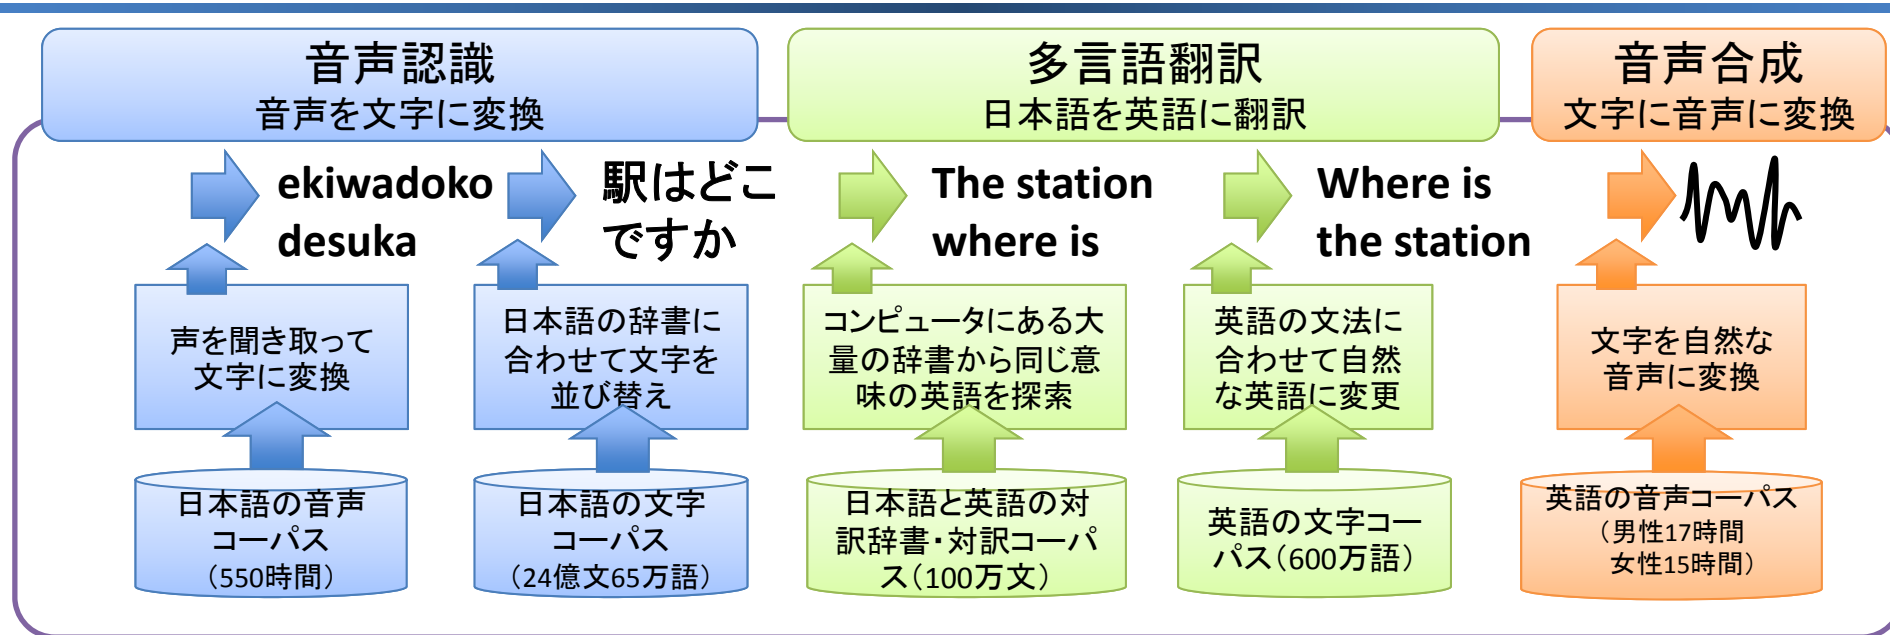 音声認識
音声を文字に変換
多言語翻訳
日本語を英語に翻訳
音声合成
文字に音声に変換
ekiwadoko
desuka
駅はどこ
ですか
The station
where is
Where is
the station
声を聞き取って
文字に変換
日本語の辞書に
合わせて文字を
並び替え
コンピュータにある大
量の辞書から同じ意
味の英語を探索
英語の文法に
合わせて自然
な英語に変更
文字を自然な
音声に変換
日本語の音声
コーパス
（550時間）
日本語の文字
コーパス
（24億文65万語）
日本語と英語の対
訳辞書・対訳コーパ
ス（100万文）
英語の文字コー
パス（600万語）
英語の音声コーパス
（男性17時間
女性15時間）